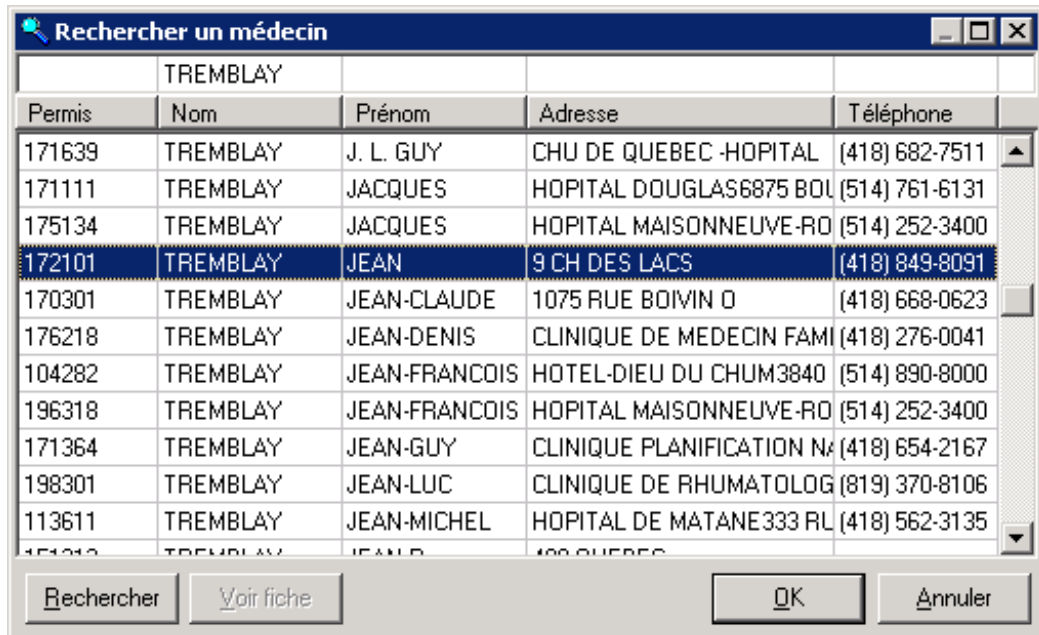 Rechercher un médecin
TREMBLAY
Permis Nom Prénom Adresse Téléphone
171639 TREMBLAY J. L. GUY CHU DE QUEBEC -HOPITAL (418) 682-7511
171111 TREMBLAY JACQUES HOPITAL DOUGLAS6875 BOU (514) 761-6131
175134 TREMBLAY JACQUES HOPITAL MAISONNEUVE-RO (514) 252-3400
172101 TREMBLAY JEAN 9 CH DES LACS (418) 849-8091
170301 TREMBLAY JEAN-CLAUDE 1075 RUE BOIVIN O (418) 668-0623
176218 TREMBLAY JEAN-DENIS CLINIQUE DE MEDECIN FAMI (418) 276-0041
104282 TREMBLAY JEAN-FRANCOIS HOTEL-DIEU DU CHUM3840 (514) 890-8000
196318 TREMBLAY JEAN-FRANCOIS HOPITAL MAISONNEUVE-RO (514) 252-3400
171364 TREMBLAY JEAN-GUY CLINIQUE PLANIFICATION NA (418) 654-2167
198301 TREMBLAY JEAN-LUC CLINIQUE DE RHUMATOLOG (819) 370-8106
113611 TREMBLAY JEAN-MICHEL HOPITAL DE MATANE333 RU (418) 562-3135
TREMBLAY
Rechercher Voir fiche OK Annuler